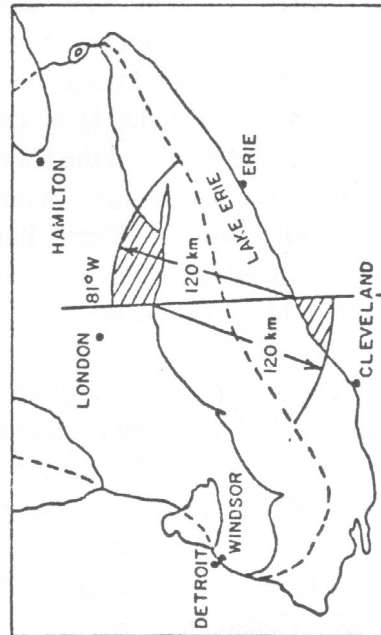 HAMILTON
81° W
LONDON
120 km
120 km
LAKE ERIE
ERIE
CLEVELAND
DETROIT
WINDSOR